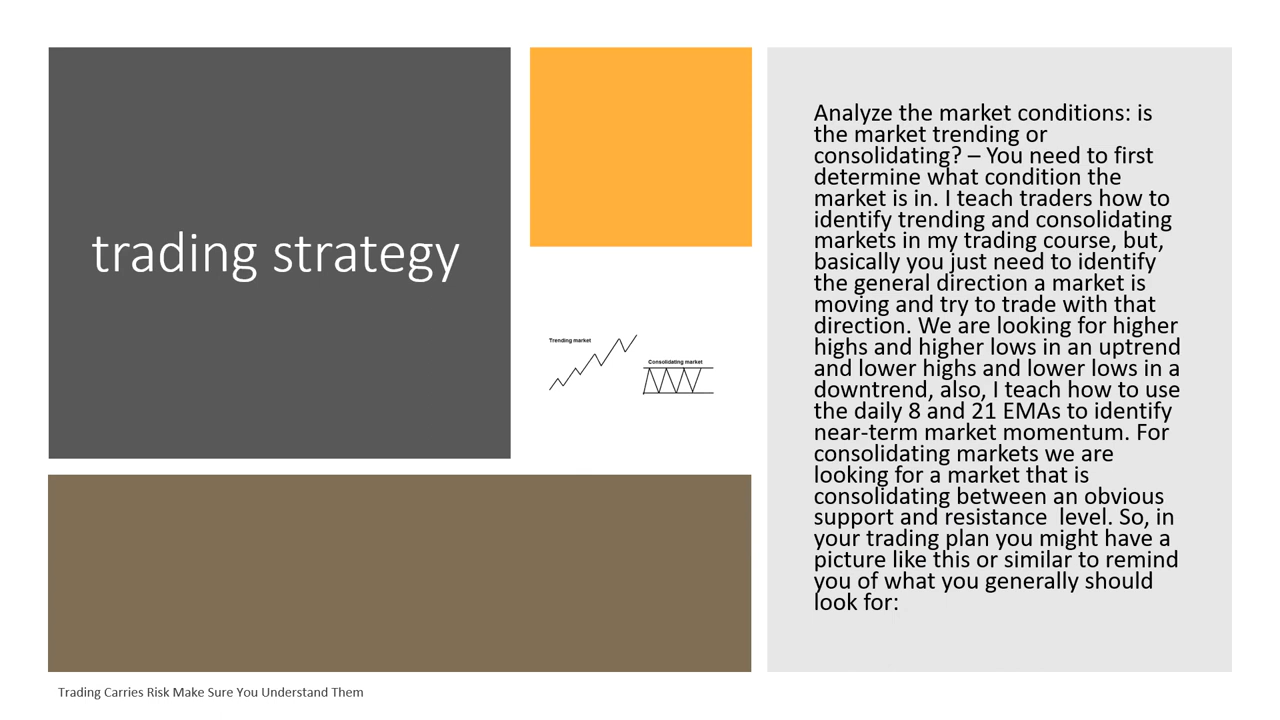 trading strategy
Trending market
Consolidating market
Analyze the market conditions: is
the market trending or
consolidating? – You need to first
determine what condition the
market is in. I teach traders how to
identify trending and consolidating
markets in my trading course, but,
basically you just need to identify
the general direction a market is
moving and try to trade with that
direction. We are looking for higher
highs and higher lows in an uptrend
and lower highs and lower lows in a
downtrend, also, I teach how to use
the daily 8 and 21 EMAs to identify
near-term market momentum. For
consolidating markets we are
looking for a market that is
consolidating between an obvious
support and resistance  level. So, in
your trading plan you might have a
picture like this or similar to remind
you of what you generally should
look for:
Trading Carries Risk Make Sure You Understand Them